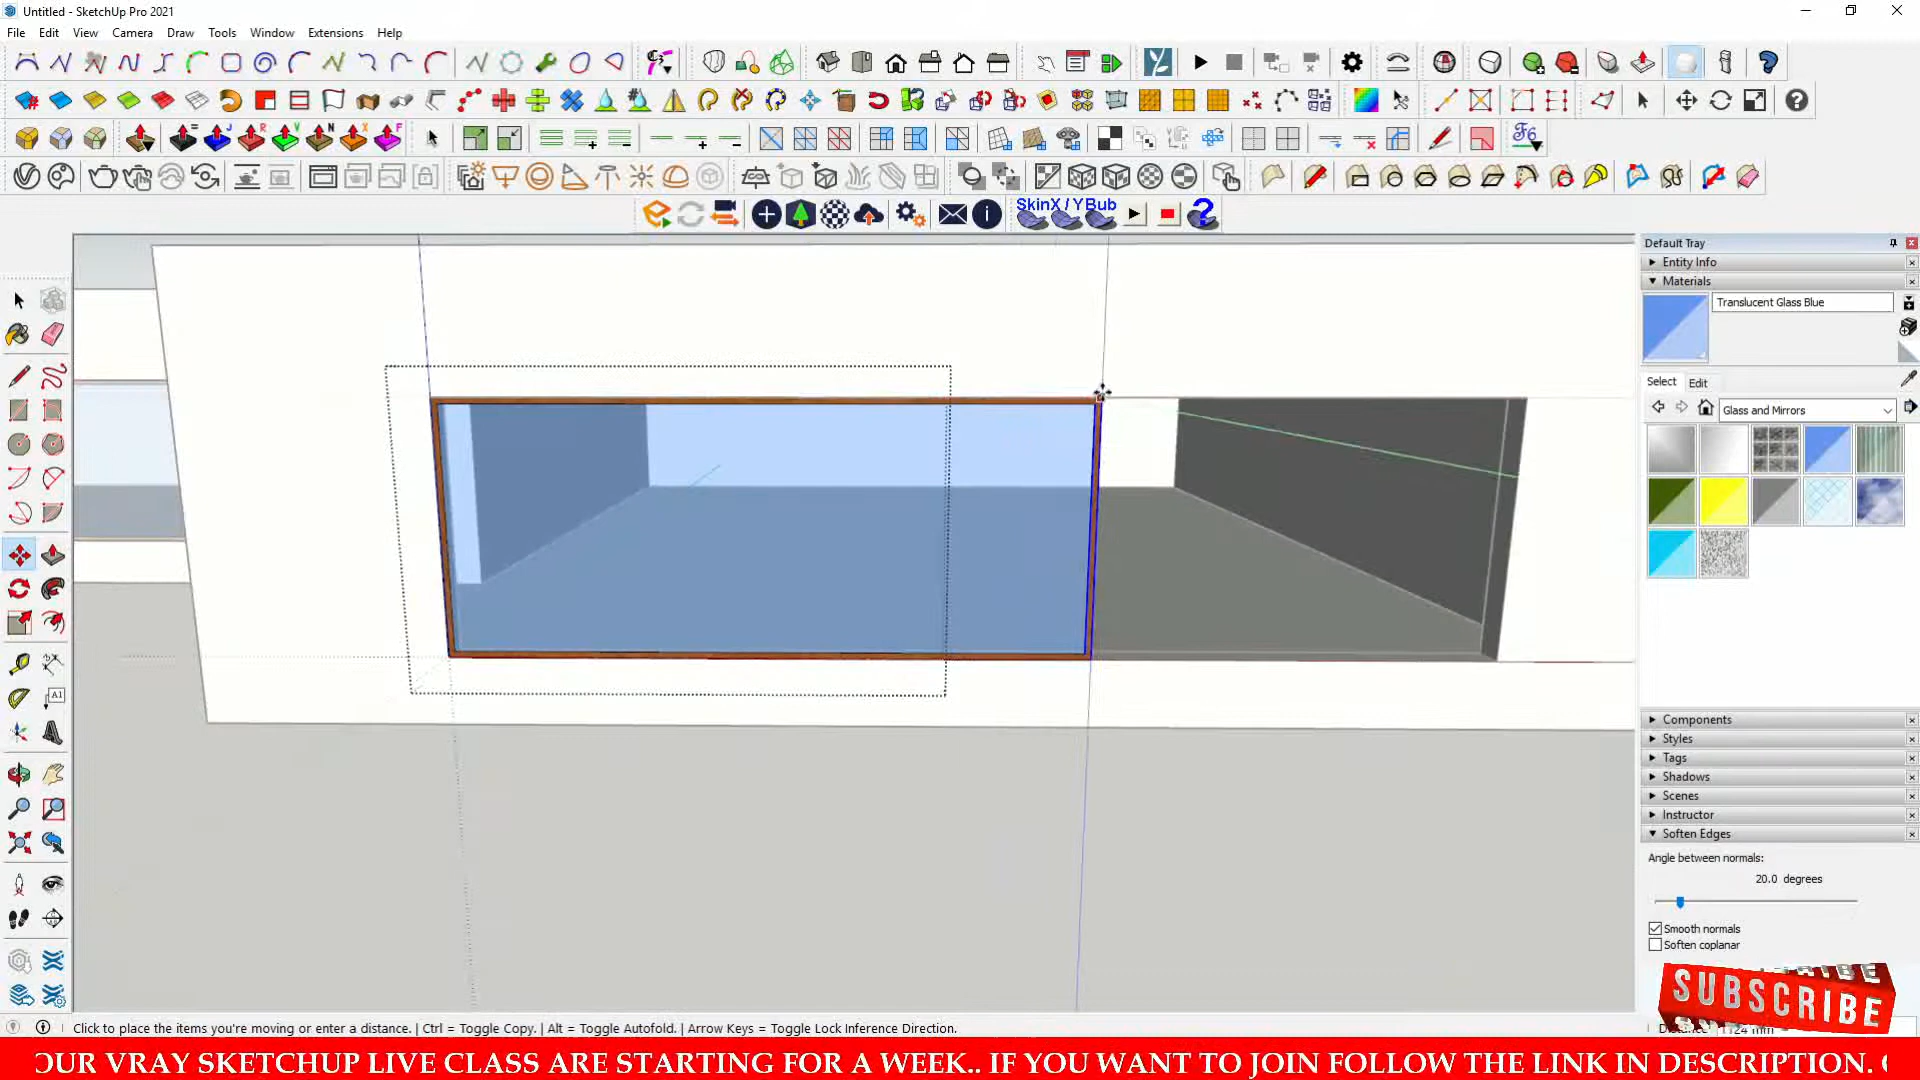 Untitled - SketchUp Pro 2021
File Edit View Camera Draw Tools Window Extensions Help
SkinX / YBub
Default Tray
Entity Info
Materials
Translucent Glass Blue
Select Edit
Glass and Mirrors
Components
Styles
Tags
Shadows
Scenes
Instructor
Soften Edges
Angle between normals:
20.0 degrees
Smooth normals
Soften coplanar
SUBSCRIBE
Click to place the items you're moving or enter a distance. | Ctrl = Toggle Copy. | Alt = Toggle Autofold. | Arrow Keys = Toggle Lock Inference Direction.
OUR VRAY SKETCHUP LIVE CLASS ARE STARTING FOR A WEEK.. IF YOU WANT TO JOIN FOLLOW THE LINK IN DESCRIPTION.